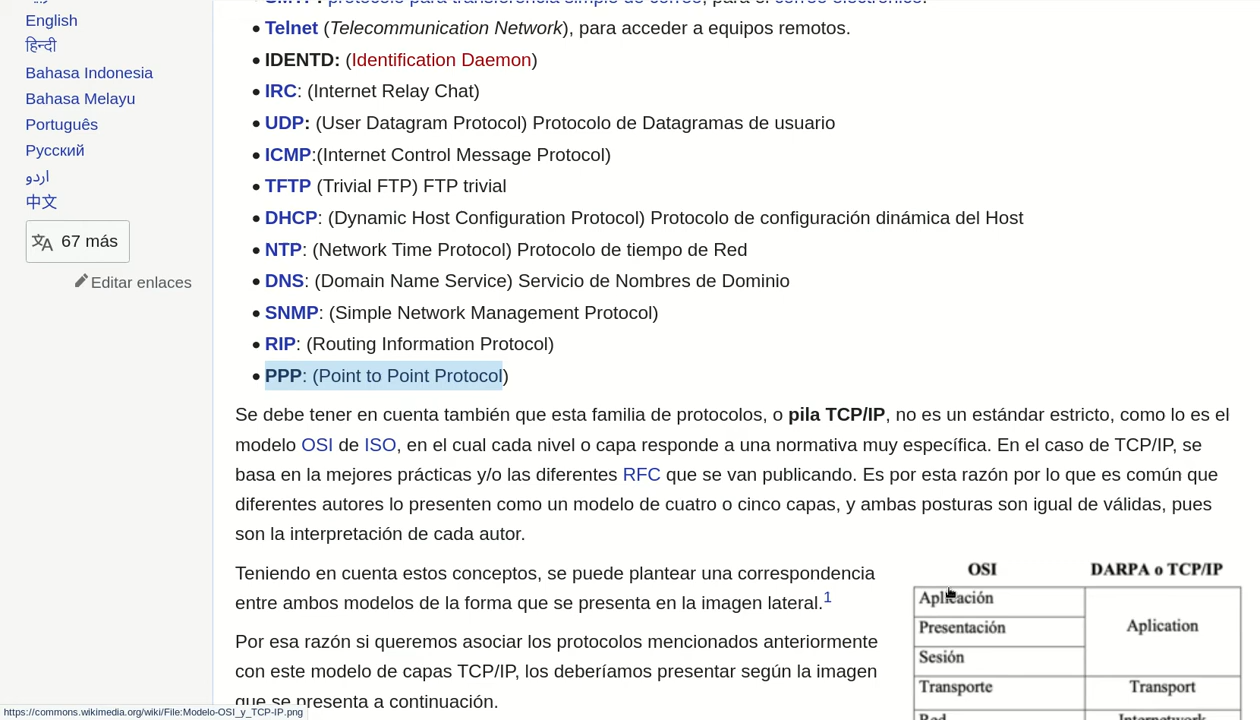 English
हिन्दी
Bahasa Indonesia
Bahasa Melayu
Português
Русский
اردو
中文
67 más
Editar enlaces
• Telnet (Telecommunication Network), para acceder a equipos remotos.
• IDENTD: (Identification Daemon)
• IRC: (Internet Relay Chat)
• UDP: (User Datagram Protocol) Protocolo de Datagramas de usuario
• ICMP:(Internet Control Message Protocol)
• TFTP (Trivial FTP) FTP trivial
• DHCP: (Dynamic Host Configuration Protocol) Protocolo de configuración dinámica del Host
• NTP: (Network Time Protocol) Protocolo de tiempo de Red
• DNS: (Domain Name Service) Servicio de Nombres de Dominio
• SNMP: (Simple Network Management Protocol)
• RIP: (Routing Information Protocol)
• PPP: (Point to Point Protocol)
Se debe tener en cuenta también que esta familia de protocolos, o pila TCP/IP, no es un estándar estricto, como lo es el
modelo OSI de ISO, en el cual cada nivel o capa responde a una normativa muy específica. En el caso de TCP/IP, se
basa en la mejores prácticas y/o las diferentes RFC que se van publicando. Es por esta razón por lo que es común que
diferentes autores lo presenten como un modelo de cuatro o cinco capas, y ambas posturas son igual de válidas, pues
son la interpretación de cada autor.
Teniendo en cuenta estos conceptos, se puede plantear una correspondencia
entre ambos modelos de la forma que se presenta en la imagen lateral.1
Por esa razón si queremos asociar los protocolos mencionados anteriormente
con este modelo de capas TCP/IP, los deberíamos presentar según la imagen
que se presenta a continuación.
OSI DARPA o TCP/IP
Aplicación
Presentación
Aplication
Sesión
Transporte Transport
Red Internetwork
https://commons.wikimedia.org/wiki/File:Modelo-OSI_y_TCP-IP.png